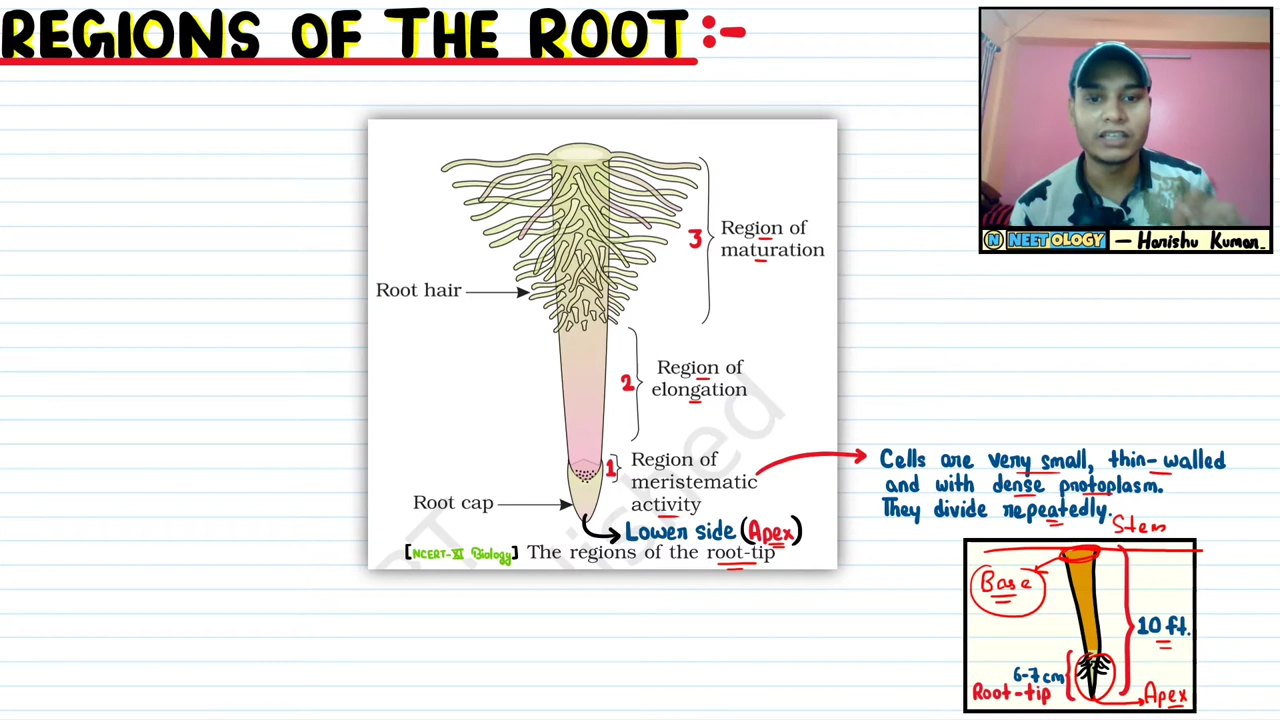 REGIONS OF THE ROOT:-
N NEETOLOGY - Hanishu Kumar
3
Region of
maturation
Root hair
2
Region of
elongation
1
Region of
meristematic
activity
Root cap
Lower side (Apex)
[NCERT-XI Biology] The regions of the root-tip
Cells are very small, thin-walled
and with dense protoplasm.
They divide repeatedly.
Stem
Base
10 ft.
6-7 cm
Root-tip
Apex